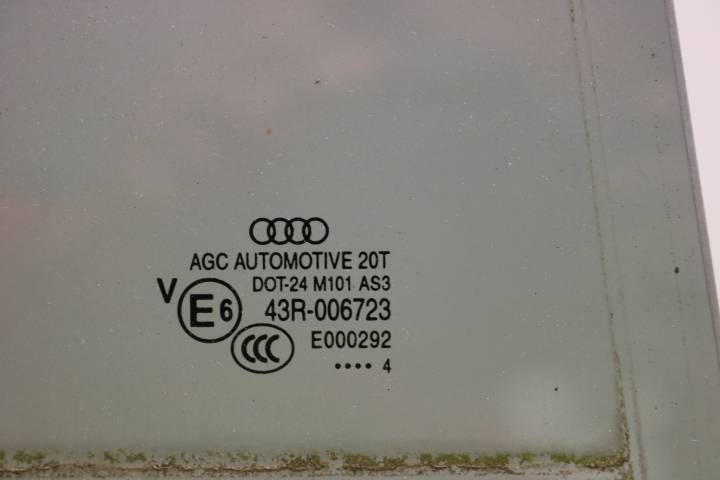 AGC AUTOMOTIVE 20T
DOT-24 M101 AS3
V E6 43R-006723
CCC E000292
•••• 4